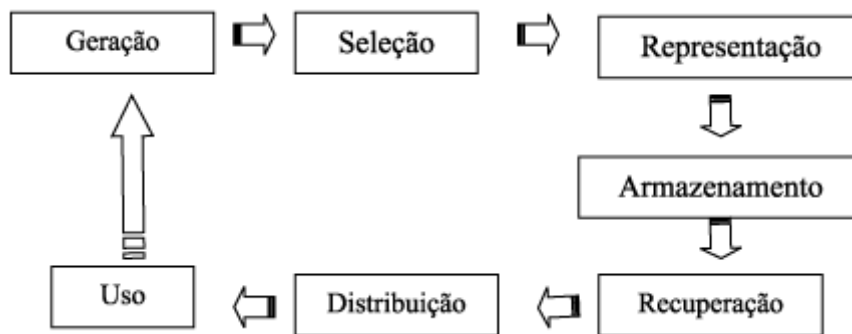 Geração
Seleção
Representação
Armazenamento
Recuperação
Distribuição
Uso